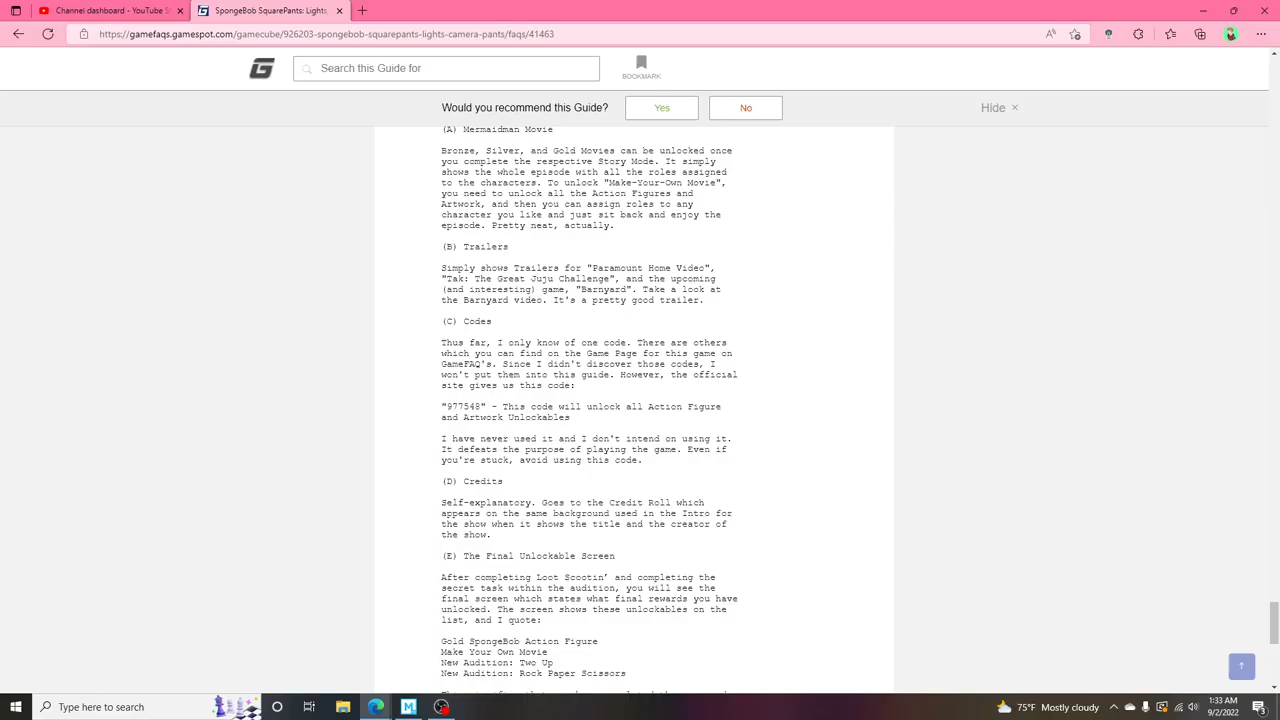 Channel dashboard - YouTube S
SpongeBob SquarePants: Lights,
https://gamefaqs.gamespot.com/gamecube/926203-spongebob-squarepants-lights-camera-pants/faqs/41463
Search this Guide for
BOOKMARK
Would you recommend this Guide?
Yes
No
Hide ×
(A) Mermaidman Movie
Bronze, Silver, and Gold Movies can be unlocked once
you complete the respective Story Mode. It simply
shows the whole episode with all the roles assigned
to the characters. To unlock "Make-Your-Own Movie",
you need to unlock all the Action Figures and
Artwork, and then you can assign roles to any
character you like and just sit back and enjoy the
episode. Pretty neat, actually.
(B) Trailers
Simply shows Trailers for "Paramount Home Video",
"Tak: The Great Juju Challenge", and the upcoming
(and interesting) game, "Barnyard". Take a look at
the Barnyard video. It's a pretty good trailer.
(C) Codes
Thus far, I only know of one code. There are others
which you can find on the Game Page for this game on
GameFAQ's. Since I didn't discover those codes, I
won't put them into this guide. However, the official
site gives us this code:
"977548" - This code will unlock all Action Figure
and Artwork Unlockables
I have never used it and I don't intend on using it.
It defeats the purpose of playing the game. Even if
you're stuck, avoid using this code.
(D) Credits
Self-explanatory. Goes to the Credit Roll which
appears on the same background used in the Intro for
the show when it shows the title and the creator of
the show.
(E) The Final Unlockable Screen
After completing Loot Scootin’ and completing the
secret task within the audition, you will see the
final screen which states what final rewards you have
unlocked. The screen shows these unlockables on the
list, and I quote:
Gold SpongeBob Action Figure
Make Your Own Movie
New Audition: Two Up
New Audition: Rock Paper Scissors
Type here to search
75°F Mostly cloudy
1:33 AM
9/2/2022